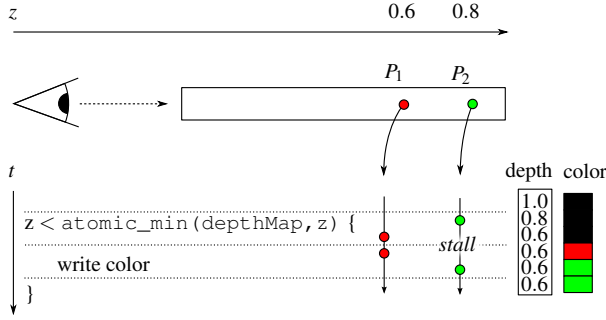 z 0.6 0.8
P1 P2
t depth color
1.0
0.8
z < atomic_min(depthMap,z) {
0.6
stall
0.6
write color
0.6
0.6
}